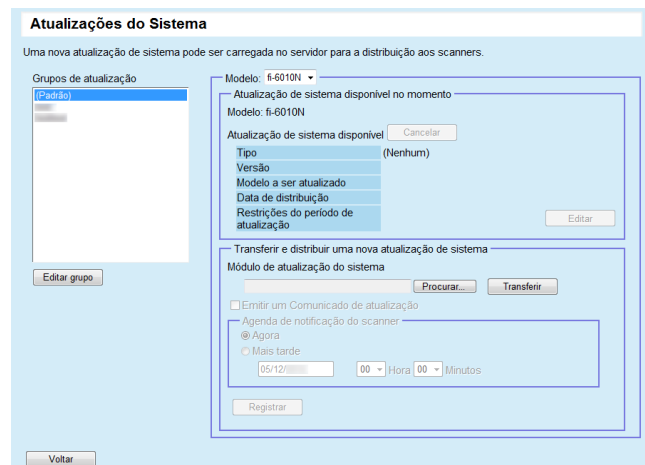 Atualizações do Sistema
Uma nova atualização de sistema pode ser carregada no servidor para a distribuição aos scanners.
Grupos de atualização
(Padrão)
Editar grupo
Modelo: fi-6010N
Atualização de sistema disponível no momento
Modelo: fi-6010N
Atualização de sistema disponível Cancelar
Tipo (Nenhum)
Versão
Modelo a ser atualizado
Data de distribuição
Restrições do período de
atualização
Editar
Transferir e distribuir uma nova atualização de sistema
Módulo de atualização do sistema
Procurar... Transferir
Emitir um Comunicado de atualização
Agenda de notificação do scanner
Agora
Mais tarde
05/12/ 00 Hora 00 Minutos
Registrar
Voltar